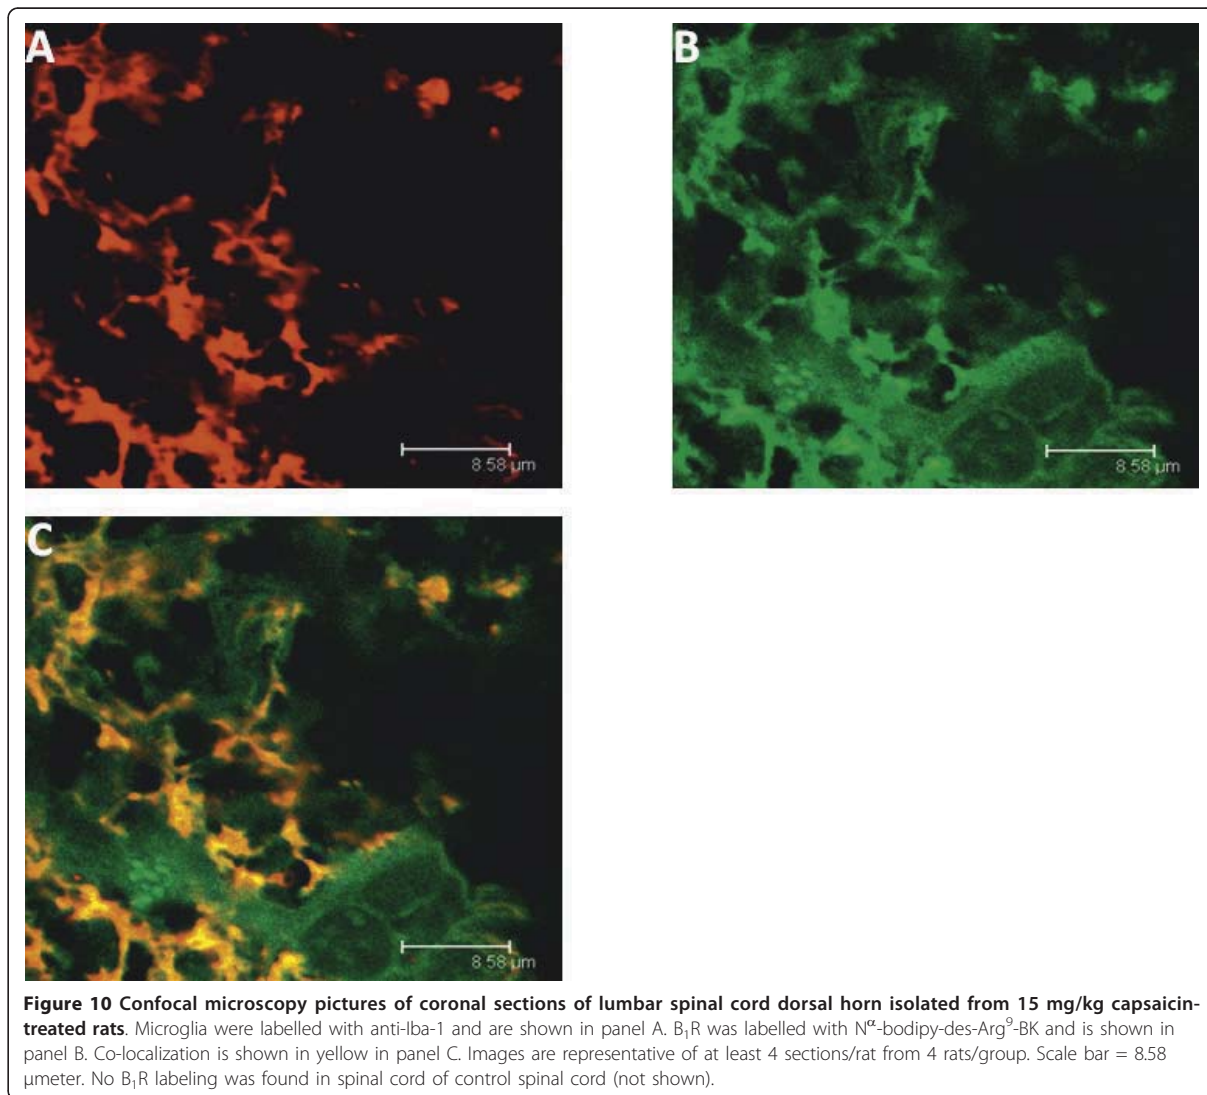 A
B
8.58 µm
8.58 µm
C
8.58 µm
Figure 10 Confocal microscopy pictures of coronal sections of lumbar spinal cord dorsal horn isolated from 15 mg/kg capsaicin-
treated rats. Microglia were labelled with anti-Iba-1 and are shown in panel A. B₁R was labelled with Nᵅ-bodipy-des-Arg⁹-BK and is shown in
panel B. Co-localization is shown in yellow in panel C. Images are representative of at least 4 sections/rat from 4 rats/group. Scale bar = 8.58
µmeter. No B₁R labeling was found in spinal cord of control spinal cord (not shown).